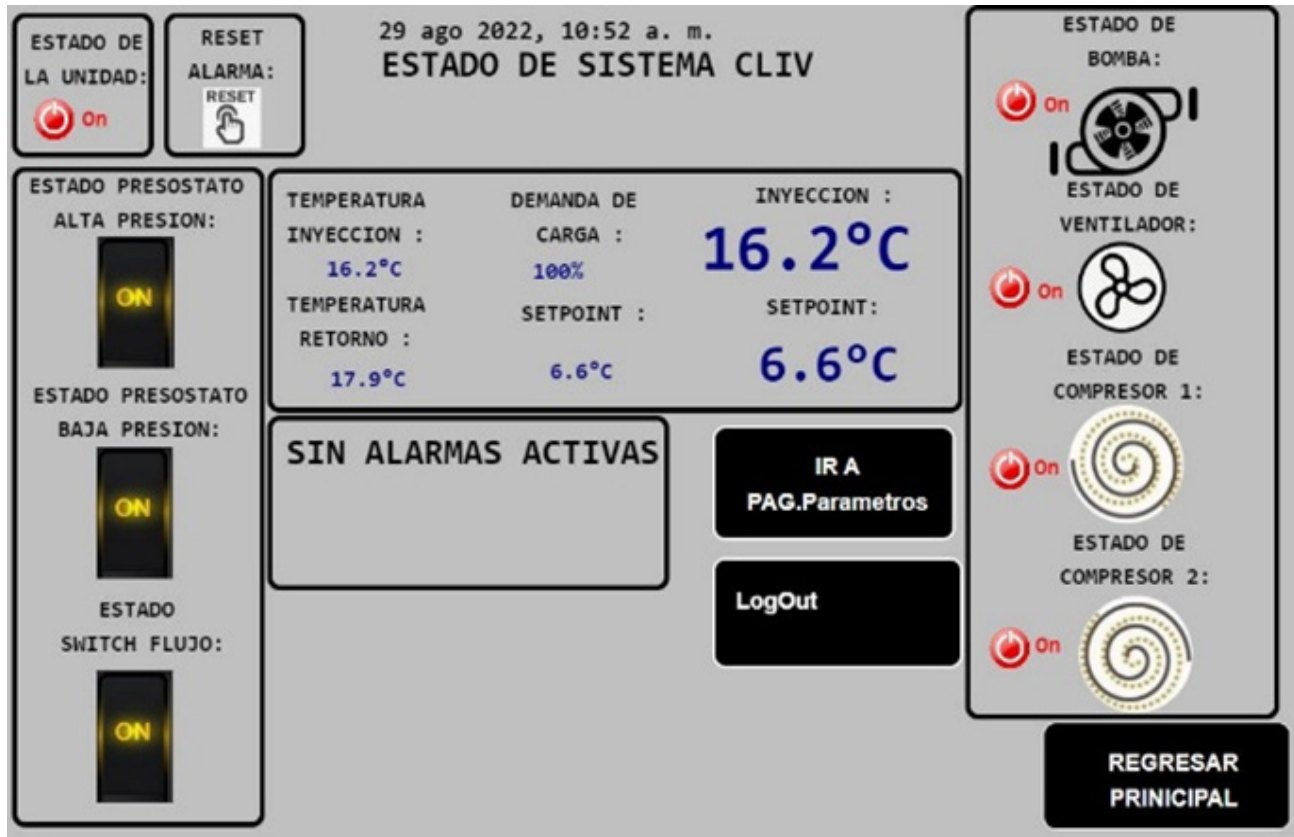 ESTADO DE
LA UNIDAD:
On
RESET
ALARMA:
RESET
29 ago 2022, 10:52 a. m.
ESTADO DE SISTEMA CLIV
ESTADO PRESOSTATO
ALTA PRESION:
ON
ESTADO PRESOSTATO
BAJA PRESION:
ON
ESTADO
SWITCH FLUJO:
ON
TEMPERATURA
INYECCION :
16.2°C
TEMPERATURA
RETORNO :
17.9°C
DEMANDA DE
CARGA :
100%
SETPOINT :
6.6°C
INYECCION :
16.2°C
SETPOINT:
6.6°C
SIN ALARMAS ACTIVAS
IR A
PAG.Parametros
LogOut
ESTADO DE
BOMBA:
On
ESTADO DE
VENTILADOR:
On
ESTADO DE
COMPRESOR 1:
On
ESTADO DE
COMPRESOR 2:
On
REGRESAR
PRINICIPAL